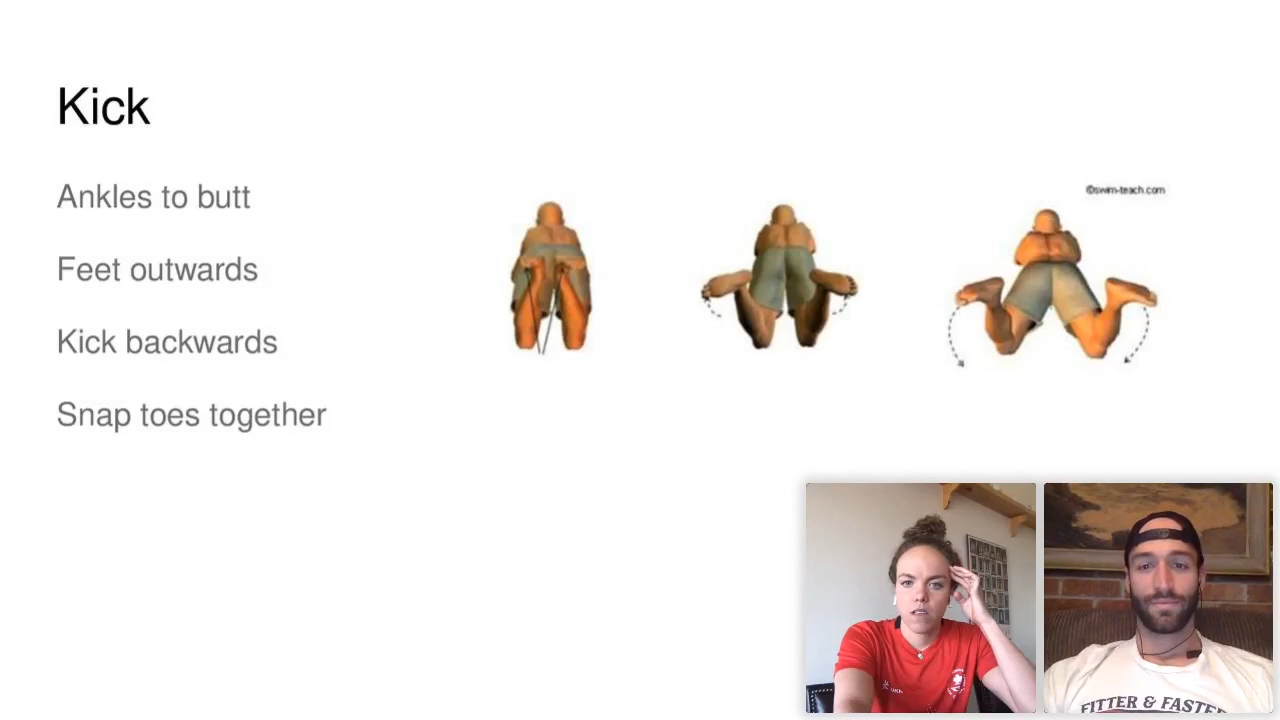 Kick
Ankles to butt
©swim-teach.com
Feet outwards
Kick backwards
Snap toes together
FITTER & FASTER